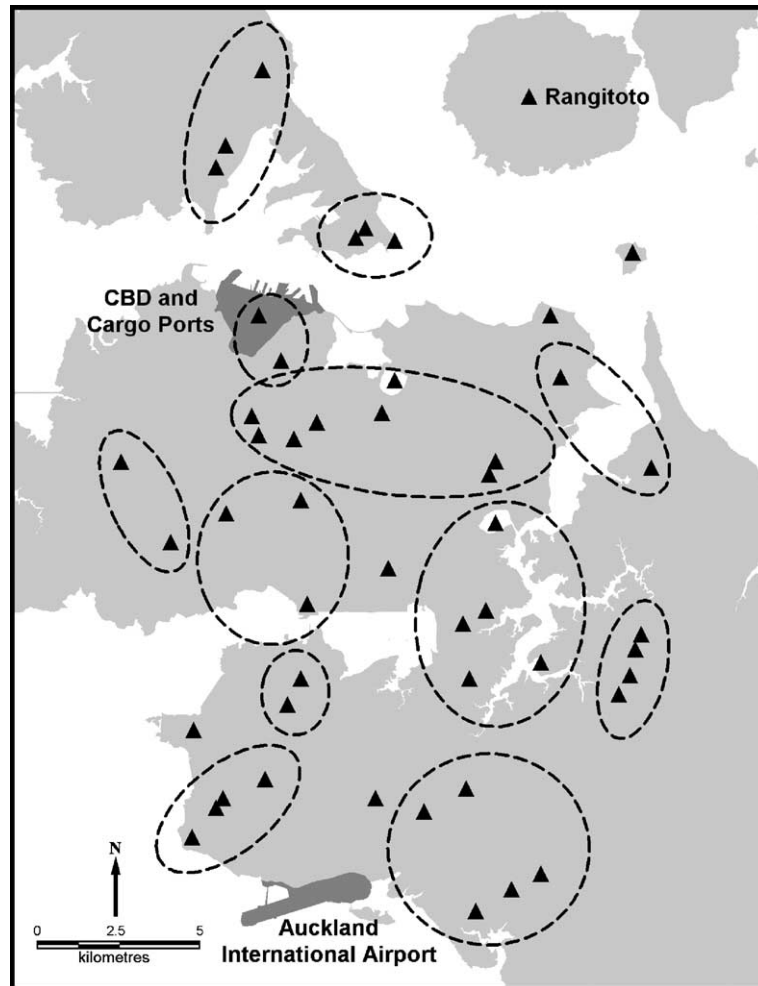 Rangitoto
CBD and
Cargo Ports
N
0 2.5 5
kilometres
Auckland
International Airport